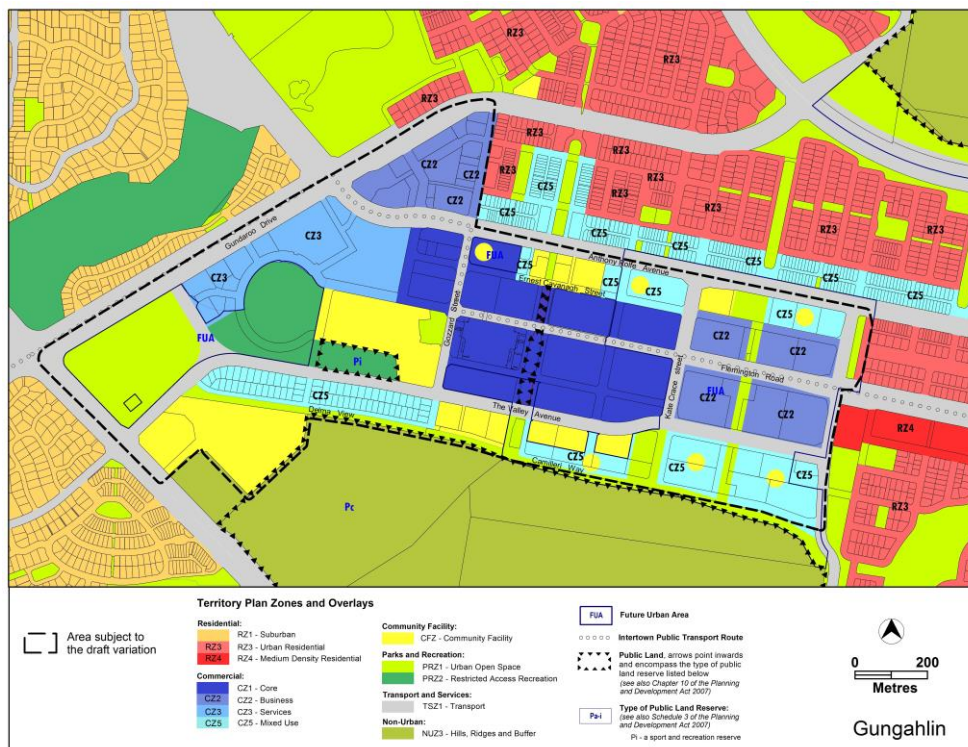 RZ3
RZ3
RZ3
RZ3
CZ2
RZ3
RZ3
CZ2
RZ3
CZ5
RZ3
RZ3
RZ3
RZ3
CZ2
CZ5
CZ5
CZ5
CZ5
CZ5
CZ5
Gundaroo Drive
CZ3
CZ3
FUA
CZ5
Anthony Rolfe Avenue
Ernest Cavanagh Street
CZ5
CZ5
Gozzard Street
CZ5
CZ2
CZ2
FUA
Pi
Flemington Road
Kate Crace street
FUA
CZ2
CZ2
CZ5
Delma View
The Valley Avenue
RZ4
CZ5
Camilleri Way
CZ5
CZ5
RZ3
Pc
Area subject to
the draft variation
Territory Plan Zones and Overlays
Residential:
RZ1 - Suburban
RZ3
RZ3 - Urban Residential
RZ4
RZ4 - Medium Density Residential
Commercial:
CZ1 - Core
CZ2
CZ2 - Business
CZ3
CZ3 - Services
CZ5
CZ5 - Mixed Use
Community Facility:
CFZ - Community Facility
Parks and Recreation:
PRZ1 - Urban Open Space
PRZ2 - Restricted Access Recreation
Transport and Services:
TSZ1 - Transport
Non-Urban:
NUZ3 - Hills, Ridges and Buffer
FUA
Future Urban Area
Intertown Public Transport Route
Public Land, arrows point inwards
and encompass the type of public
land reserve listed below
(see also Chapter 10 of the Planning
and Development Act 2007)
Pa-i
Type of Public Land Reserve:
(see also Schedule 3 of the Planning
and Development Act 2007)
Pi - a sport and recreation reserve
0 200
Metres
Gungahlin